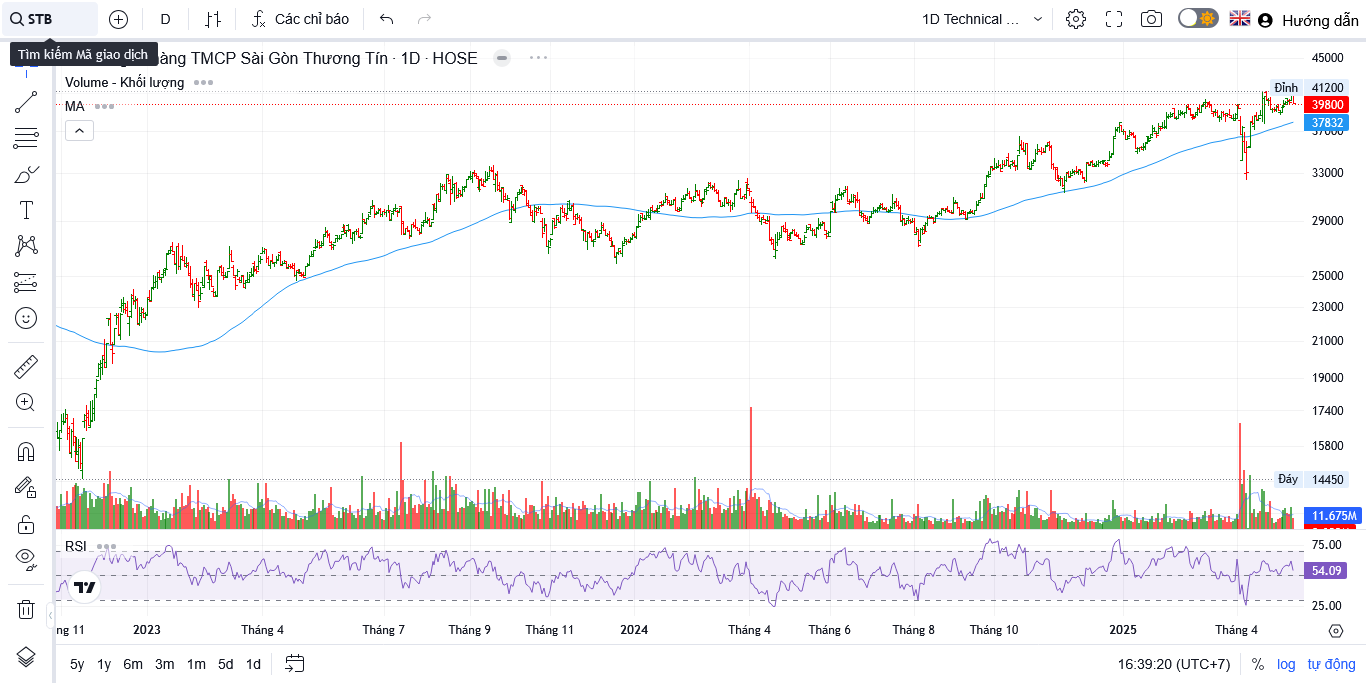 STB
D
Các chỉ báo
1D Technical ...
Hướng dẫn
Tìm kiếm Mã giao dịch
àng TMCP Sài Gòn Thương Tín · 1D · HOSE
Volume - Khối lượng
MA
45000
Đỉnh 41200
39800
37832
37000
33000
29000
25000
23000
21000
19000
17400
15800
Đáy 14450
11.675M
RSI
75.00
54.09
25.00
ng 11 2023 Tháng 4 Tháng 7 Tháng 9 Tháng 11 2024 Tháng 4 Tháng 6 Tháng 8 Tháng 10 2025 Tháng 4
5y 1y 6m 3m 1m 5d 1d
16:39:20 (UTC+7) % log tự động